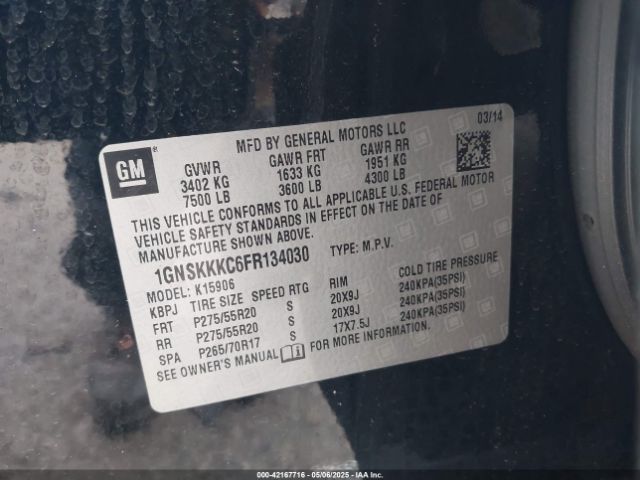 MFD BY GENERAL MOTORS LLC 03/14
GM GVWR GAWR FRT GAWR RR
3402 KG 1633 KG 1951 KG
7500 LB 3600 LB 4300 LB
THIS VEHICLE CONFORMS TO ALL APPLICABLE U.S. FEDERAL MOTOR
VEHICLE SAFETY STANDARDS IN EFFECT ON THE DATE OF
MANUFACTURE SHOWN ABOVE.
1GNSKKKC6FR134030 TYPE: M.P.V.
MODEL: K15906
KBPJ TIRE SIZE SPEED RTG RIM COLD TIRE PRESSURE
FRT P275/55R20 S 20X9J 240KPA(35PSI)
RR P275/55R20 S 20X9J 240KPA(35PSI)
SPA P265/70R17 S 17X7.5J 240KPA(35PSI)
SEE OWNER'S MANUAL FOR MORE INFORMATION.
000-42167716 - 05/06/2025 - IAAI.COM